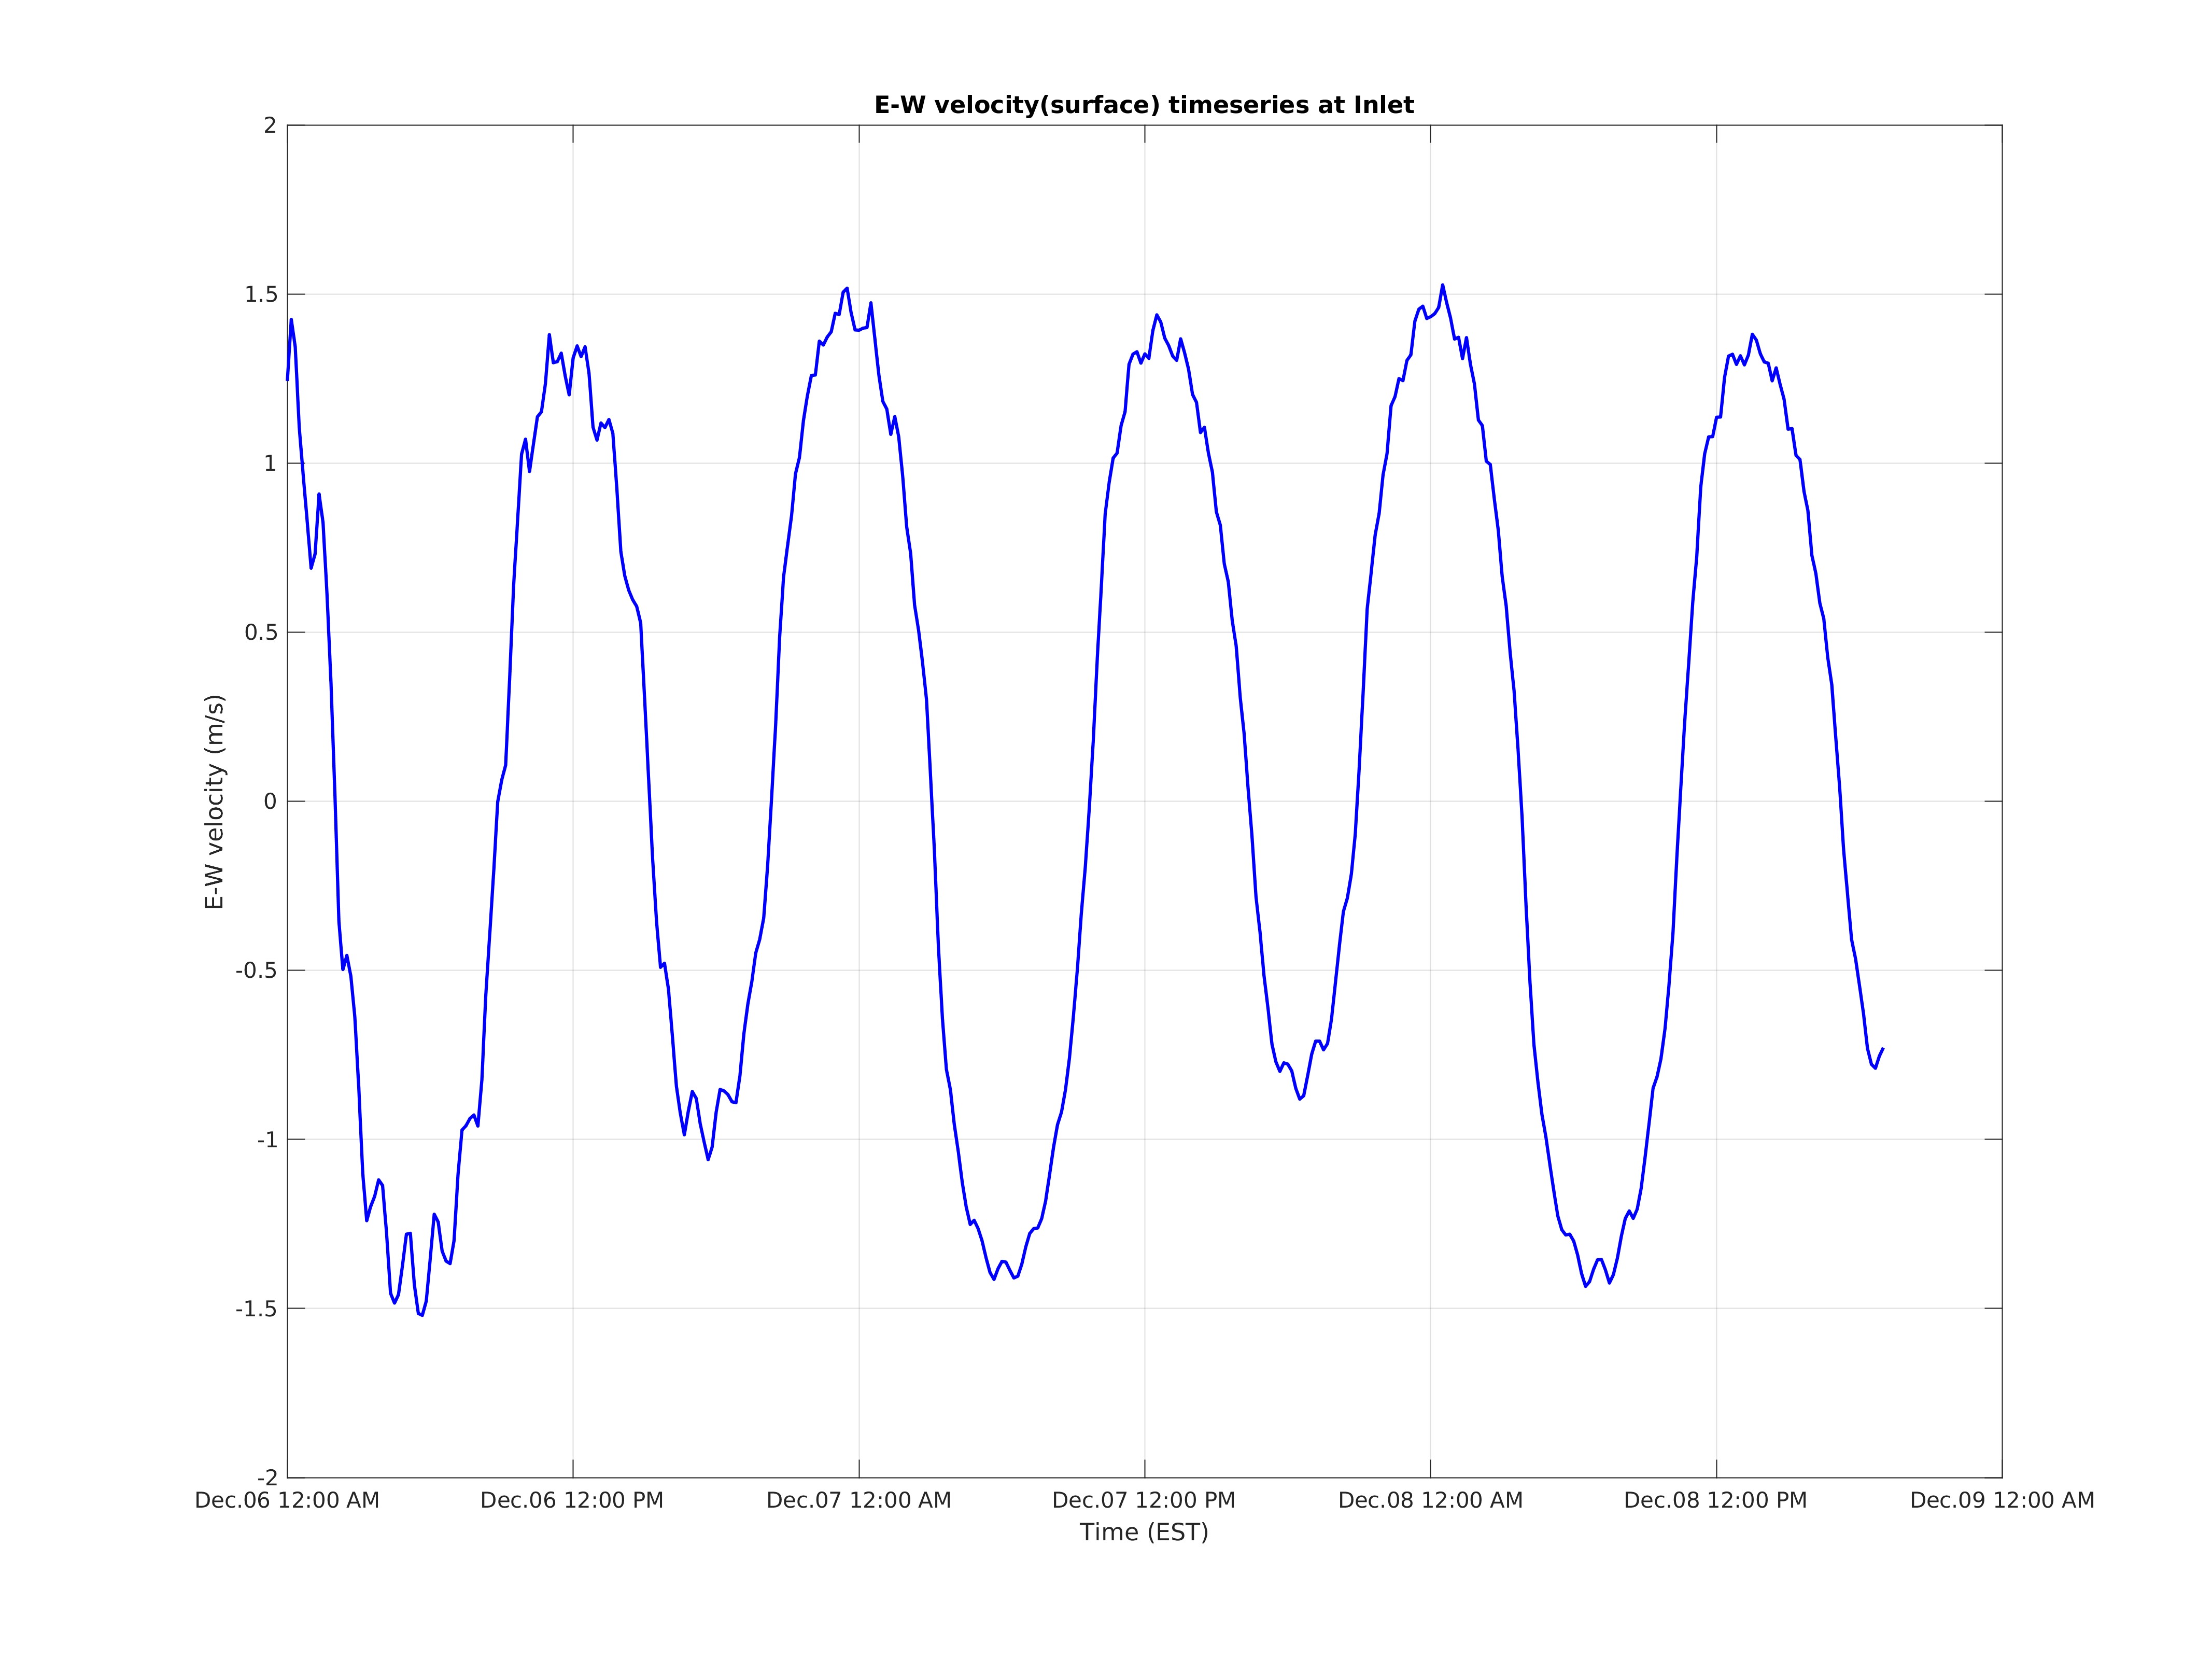 E-W velocity(surface) timeseries at Inlet
2
1.5
1
0.5
0
-0.5
-1
-1.5
-2
E-W velocity (m/s)
Dec.06 12:00 AM Dec.06 12:00 PM Dec.07 12:00 AM Dec.07 12:00 PM Dec.08 12:00 AM Dec.08 12:00 PM Dec.09 12:00 AM
Time (EST)